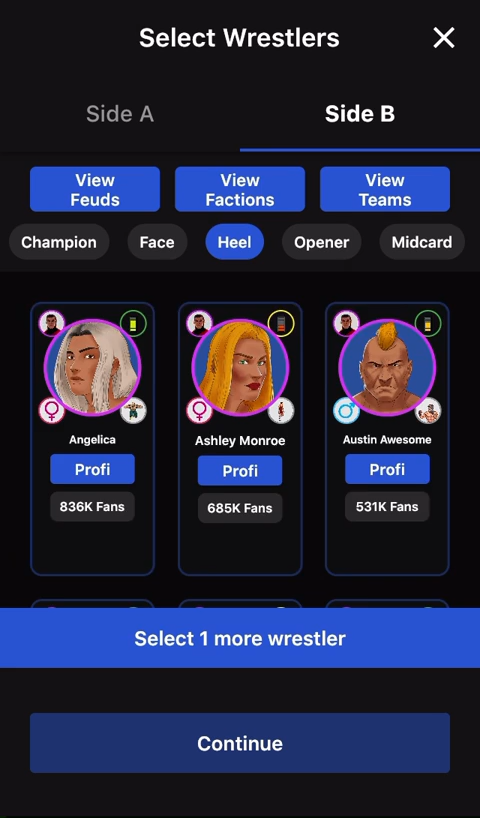 Select Wrestlers
Side A
Side B
View
Feuds
View
Factions
View
Teams
Champion
Face
Heel
Opener
Midcard
Angelica
Ashley Monroe
Austin Awesome
Profi
Profi
Profi
836K Fans
685K Fans
531K Fans
Select 1 more wrestler
Continue